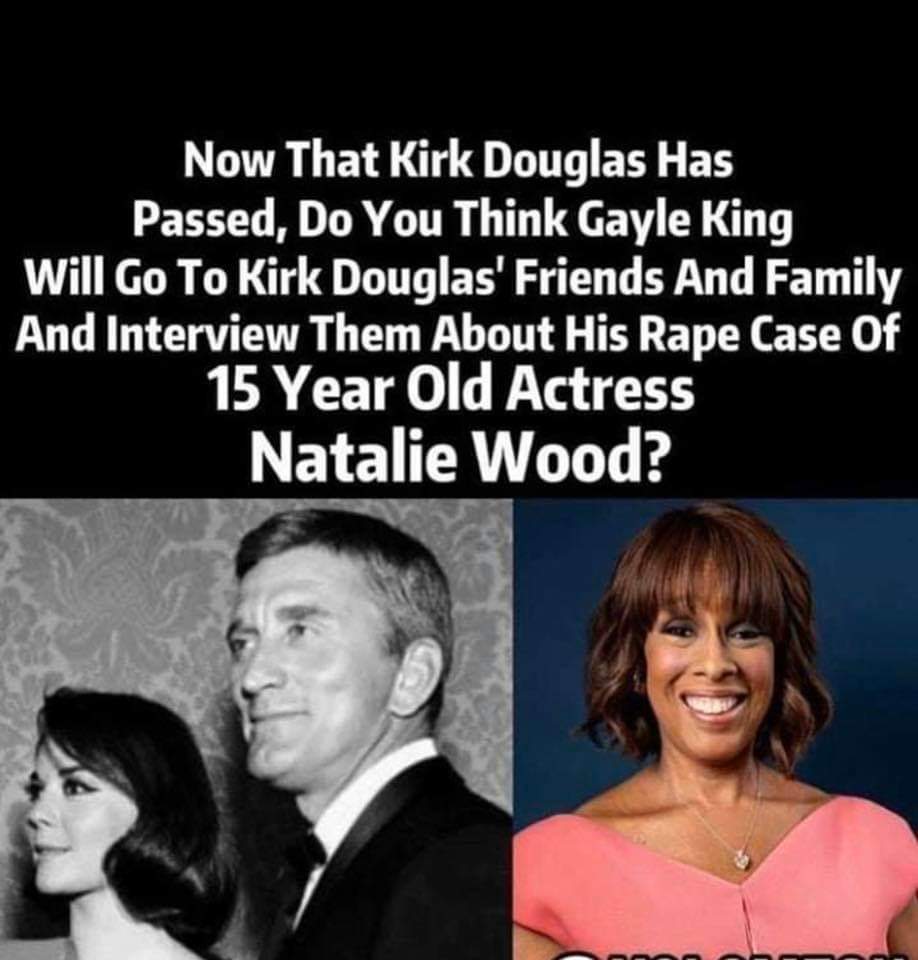 Now That Kirk Douglas Has
Passed, Do You Think Gayle King
Will Go To Kirk Douglas' Friends And Family
And Interview Them About His Rape Case Of
15 Year Old Actress
Natalie Wood?